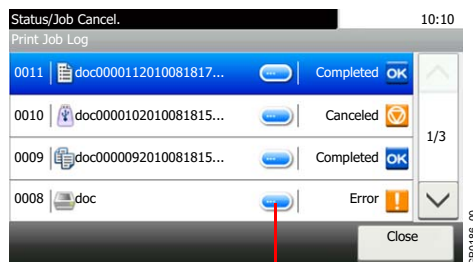 Status/Job Cancel. 10:10
Print Job Log
0011 doc0000112010081817... Completed OK
0010 doc0000102010081815... Canceled
0009 doc0000092010081815... Completed OK
1/3
0008 doc Error
Close